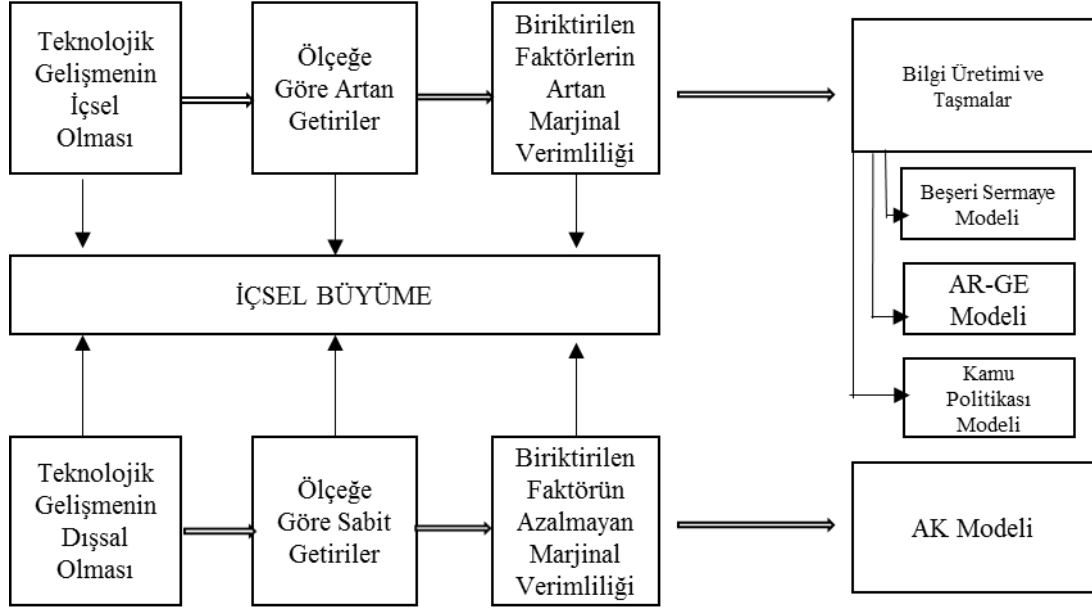 Teknolojik
Gelişmenin
İçsel
Olması
Ölçeğe
Göre Artan
Getiriler
Biriktirilen
Faktörlerin
Artan
Marjinal
Verimliliği
Bilgi Üretimi ve
Taşmalar
Beşeri Sermaye
Modeli
AR-GE
Modeli
Kamu
Politikası
Modeli
İÇSEL BÜYÜME
Teknolojik
Gelişmenin
Dışsal
Olması
Ölçeğe
Göre Sabit
Getiriler
Biriktirilen
Faktörün
Azalmayan
Marjinal
Verimliliği
AK Modeli